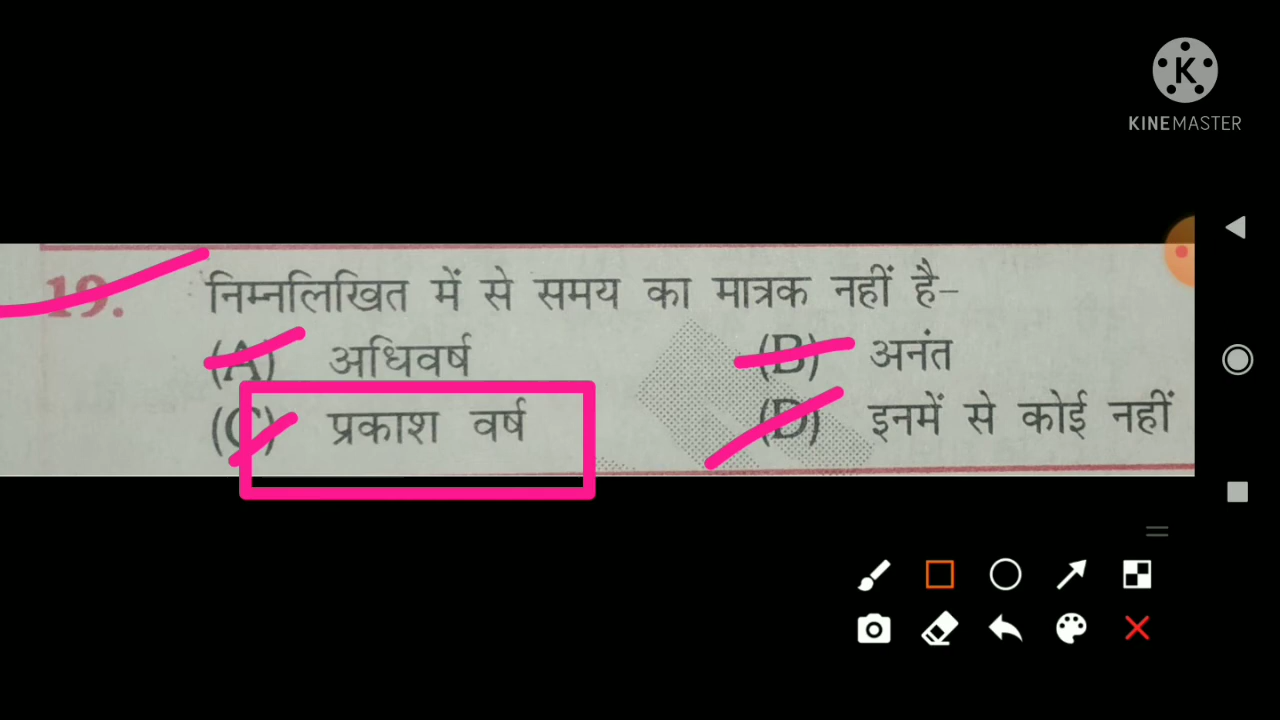 K
KINEMASTER
19. निम्नलिखित में से समय का मात्रक नहीं है–
(A) अधिवर्ष (B) अनंत
(C) प्रकाश वर्ष (D) इनमें से कोई नहीं